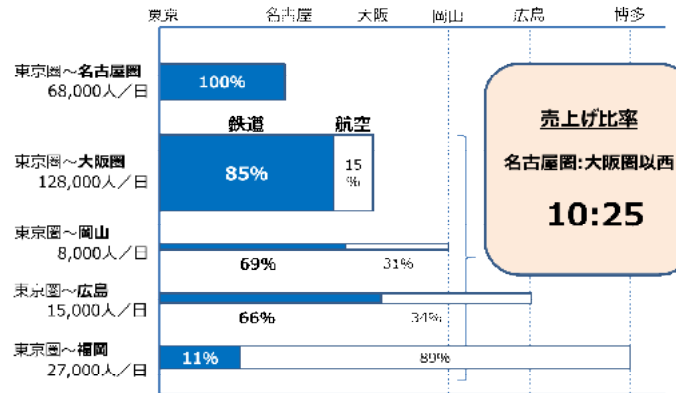 東京 名古屋 大阪 岡山 広島 博多
東京圏～名古屋圏
68,000人／日
100%
鉄道 航空
東京圏～大阪圏
128,000人／日
85%
15
%
東京圏～岡山
8,000人／日
69% 31%
東京圏～広島
15,000人／日
66% 34%
東京圏～福岡
27,000人／日
11% 89%
売上げ比率
名古屋圏:大阪圏以西
10:25